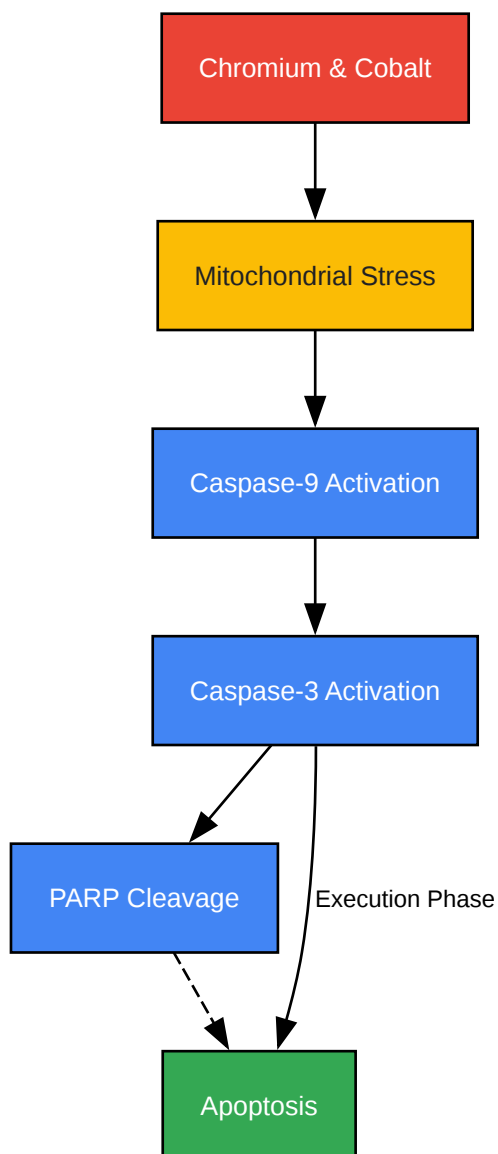 Chromium & Cobalt
Mitochondrial Stress
Caspase-9 Activation
Caspase-3 Activation
PARP Cleavage
Execution Phase
Apoptosis